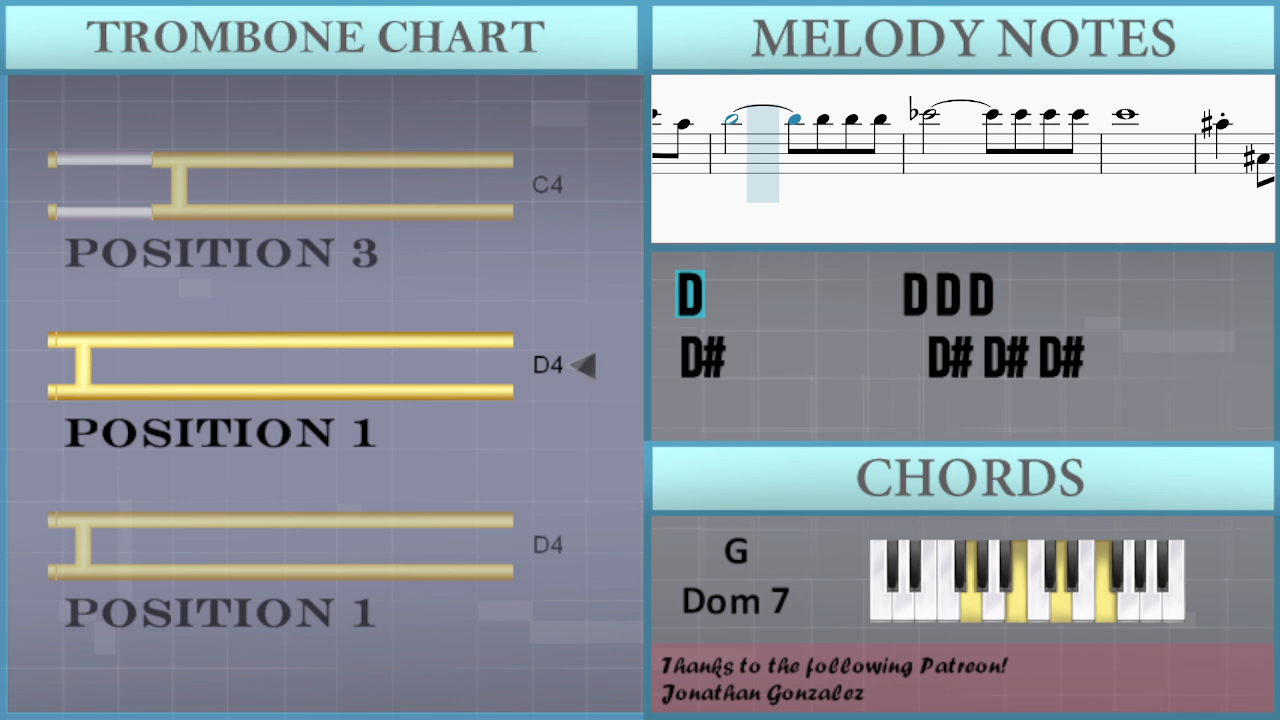 TROMBONE CHART
C4
POSITION 3
D4
POSITION 1
D4
POSITION 1
MELODY NOTES
D D D D
D# D# D# D#
CHORDS
G
Dom 7
Thanks to the following Patreon!
Jonathan Gonzalez